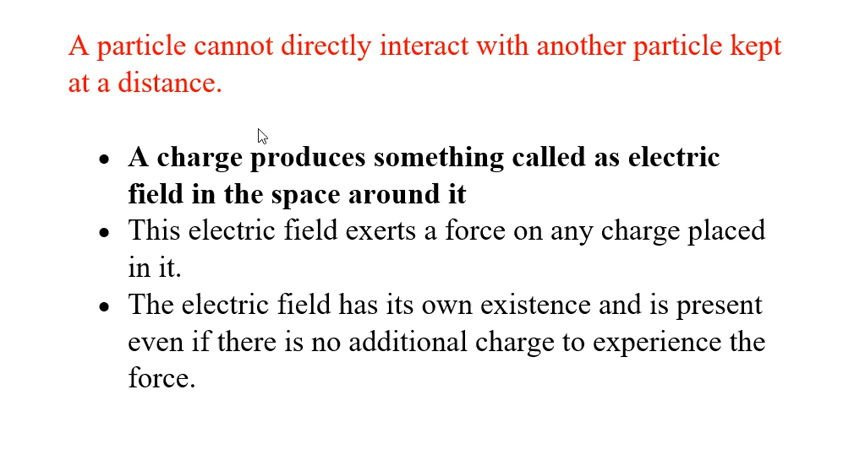 A particle cannot directly interact with another particle kept
at a distance.
• A charge produces something called as electric
field in the space around it
• This electric field exerts a force on any charge placed
in it.
• The electric field has its own existence and is present
even if there is no additional charge to experience the
force.